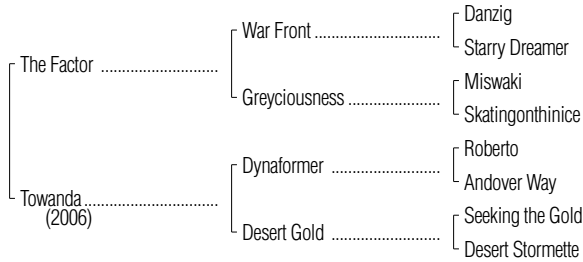 Danzig
War Front ..............................
Starry Dreamer
The Factor ............................
Miswaki
Greyciousness ......................
Skatingonthinice
Roberto
Dynaformer ..........................
Andover Way
Towanda ................................
(2006)
Seeking the Gold
Desert Gold ..........................
Desert Stormette